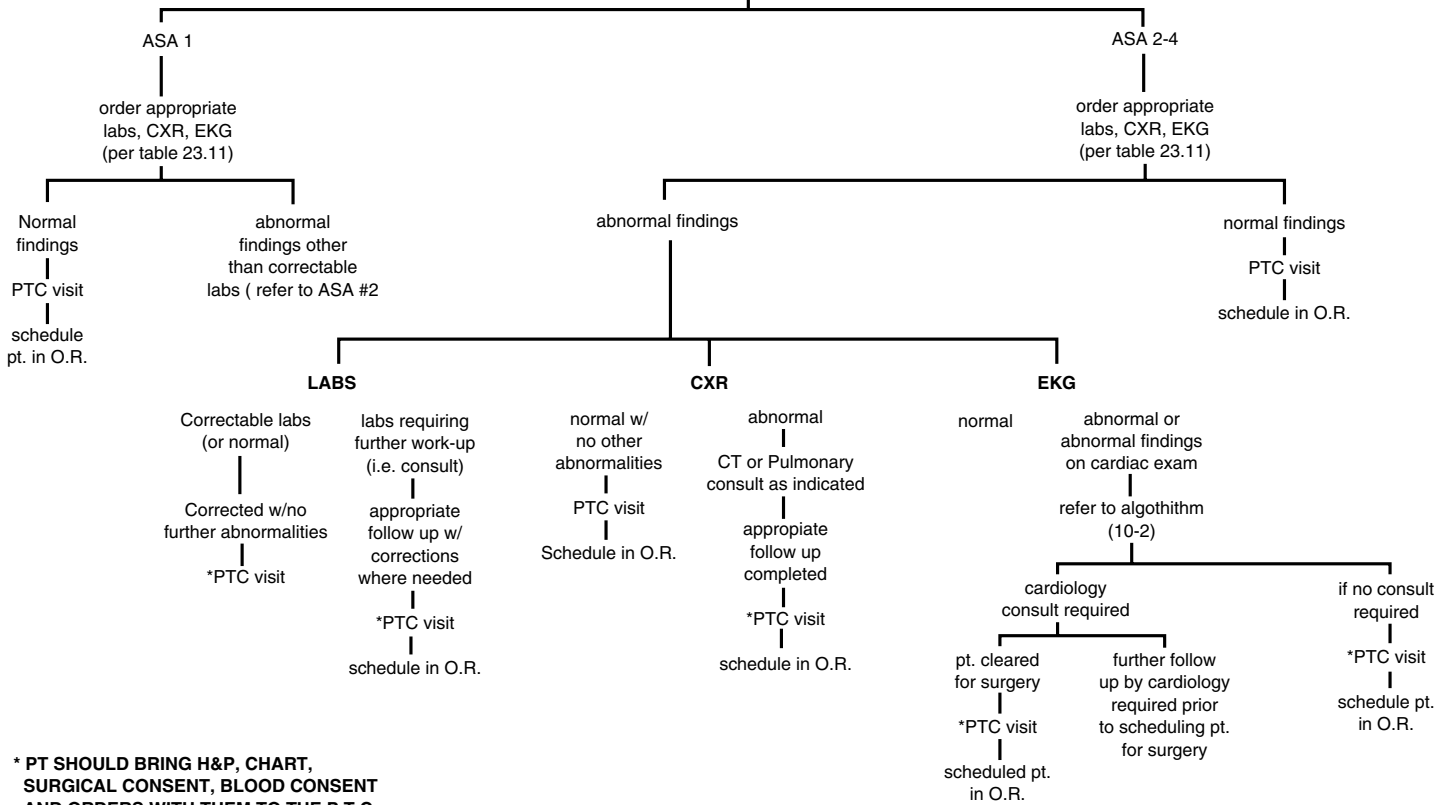 ASA 1
ASA 2-4
order appropriate
labs, CXR, EKG
(per table 23.11)
order appropriate
labs, CXR, EKG
(per table 23.11)
Normal
findings
PTC visit
schedule
pt. in O.R.
abnormal
findings other
than correctable
labs ( refer to ASA #2
abnormal findings
normal findings
PTC visit
schedule in O.R.
LABS
CXR
EKG
Correctable labs
(or normal)
Corrected w/no
further abnormalities
*PTC visit
labs requiring
further work-up
(i.e. consult)
appropriate
follow up w/
corrections
where needed
*PTC visit
schedule in O.R.
normal w/
no other
abnormalities
PTC visit
Schedule in O.R.
abnormal
CT or Pulmonary
consult as indicated
appropiate
follow up
completed
*PTC visit
schedule in O.R.
normal
abnormal or
abnormal findings
on cardiac exam
refer to algothithm
(10-2)
cardiology
consult required
pt. cleared
for surgery
*PTC visit
scheduled pt.
in O.R.
further follow
up by cardiology
required prior
to scheduling pt.
for surgery
if no consult
required
*PTC visit
schedule pt.
in O.R.
* PT SHOULD BRING H&P, CHART,
SURGICAL CONSENT, BLOOD CONSENT
AND ORDERS WITH THEM TO THE P.T.C.